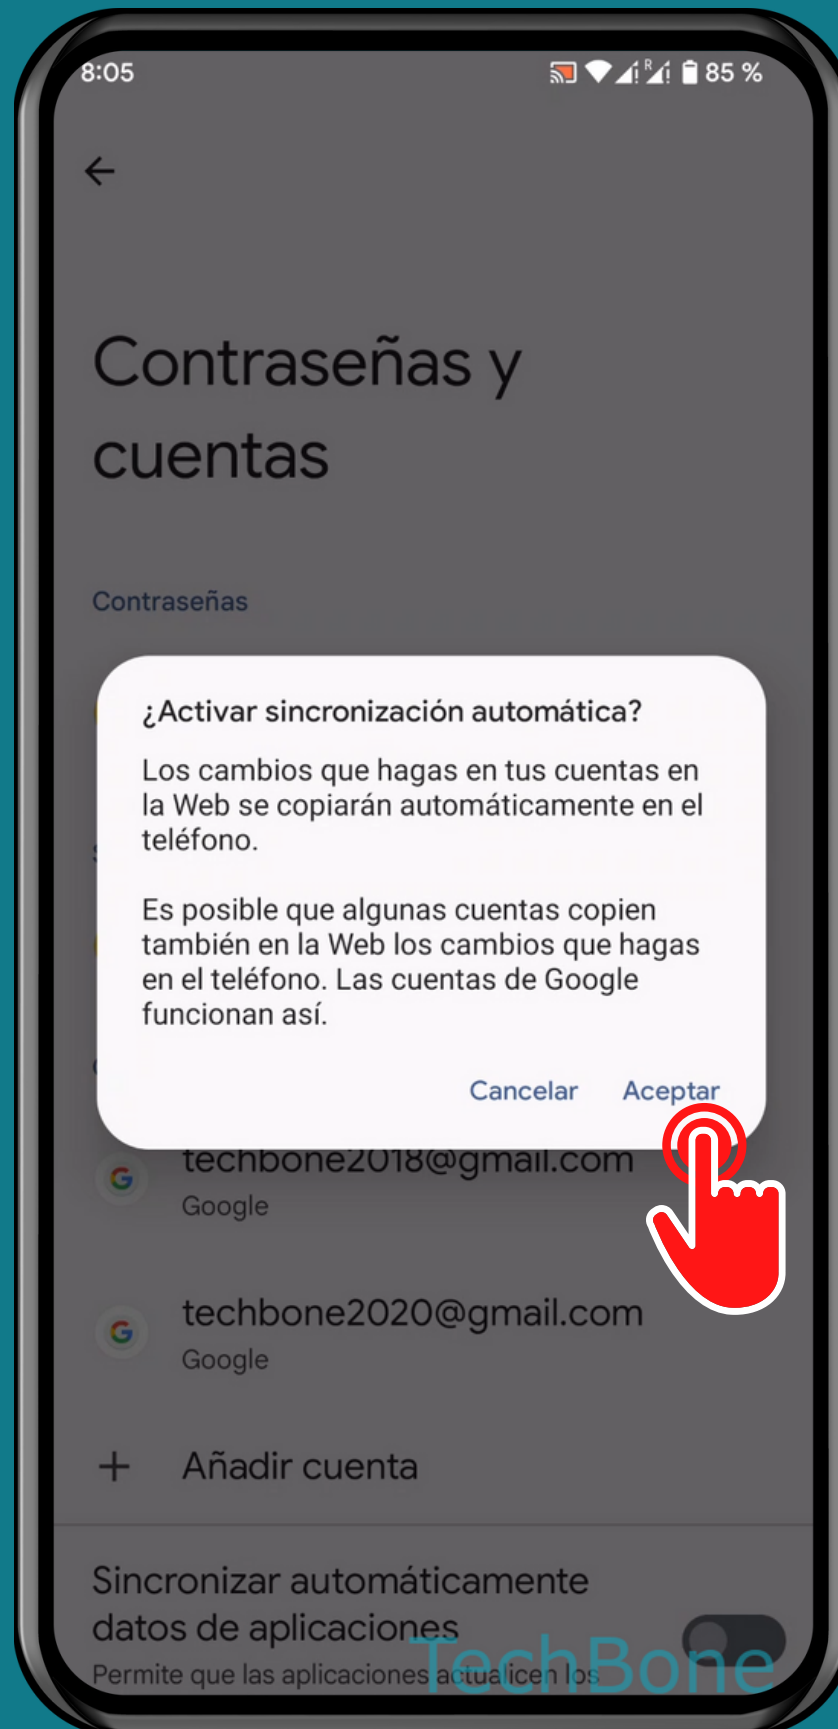 8:05
R
85 %
Contraseñas y
cuentas
Contraseñas
¿Activar sincronización automática?
Los cambios que hagas en tus cuentas en
la Web se copiarán automáticamente en el
teléfono.
Es posible que algunas cuentas copien
también en la Web los cambios que hagas
en el teléfono. Las cuentas de Google
funcionan así.
Cancelar Aceptar
techbone2018@gmail.com
Google
techbone2020@gmail.com
Google
Añadir cuenta
Sincronizar automáticamente
datos de aplicaciones
Permite que las aplicaciones actualicen los
TechBone